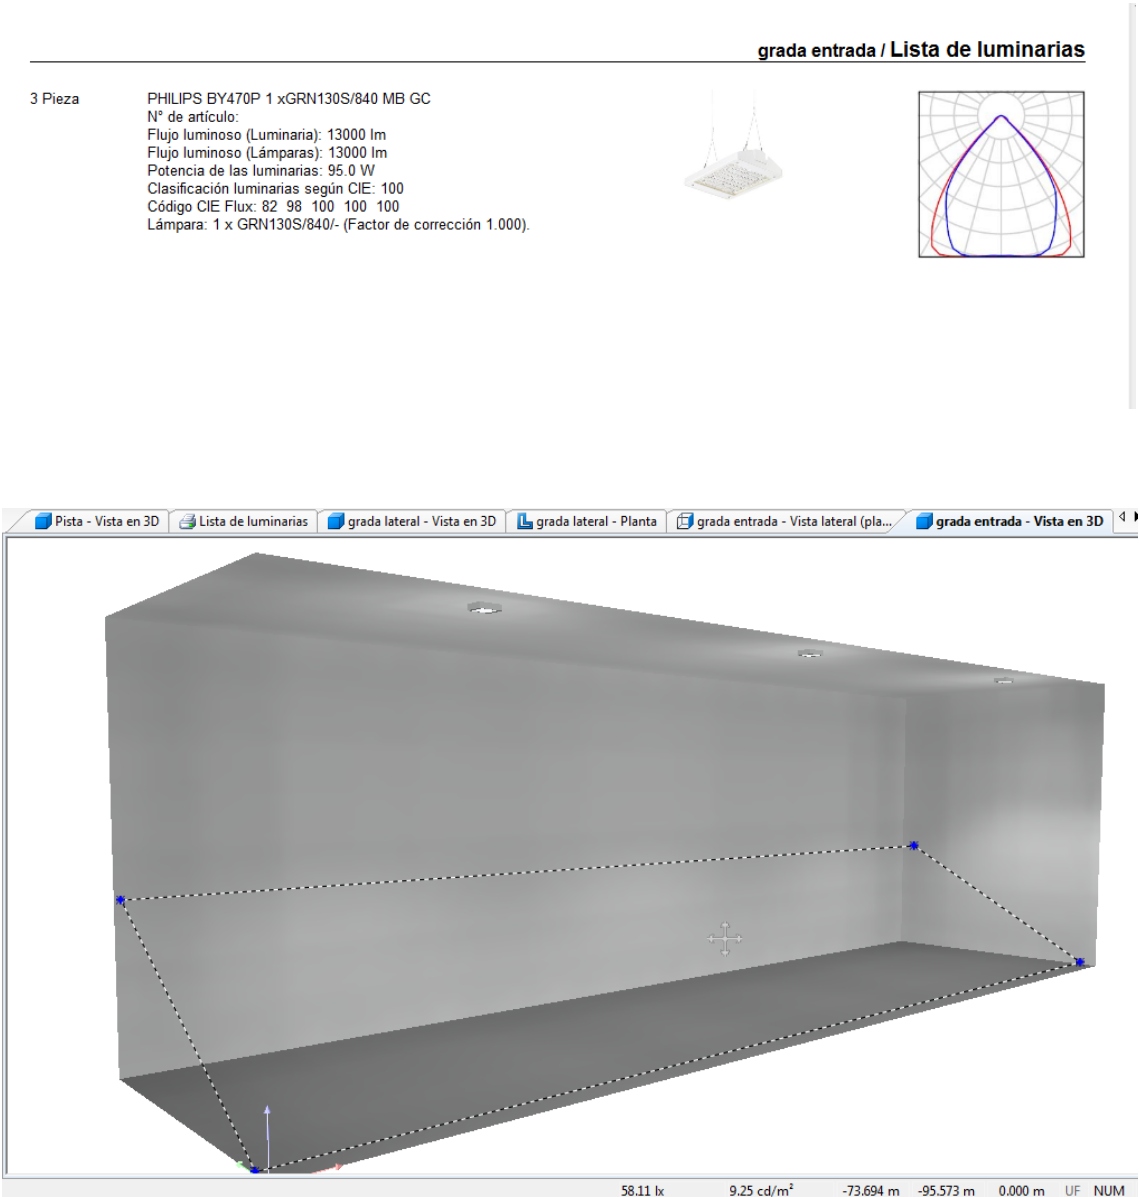 grada entrada / Lista de luminarias
3 Pieza
PHILIPS BY470P 1 xGRN130S/840 MB GC
N° de artículo:
Flujo luminoso (Luminaria): 13000 lm
Flujo luminoso (Lámparas): 13000 lm
Potencia de las luminarias: 95.0 W
Clasificación luminarias según CIE: 100
Código CIE Flux: 82 98 100 100 100
Lámpara: 1 x GRN130S/840/- (Factor de corrección 1.000).
Pista - Vista en 3D
Lista de luminarias
grada lateral - Vista en 3D
grada lateral - Planta
grada entrada - Vista lateral (pla...
grada entrada - Vista en 3D
58.11 lx 9.25 cd/m² -73.694 m -95.573 m 0.000 m UF NUM